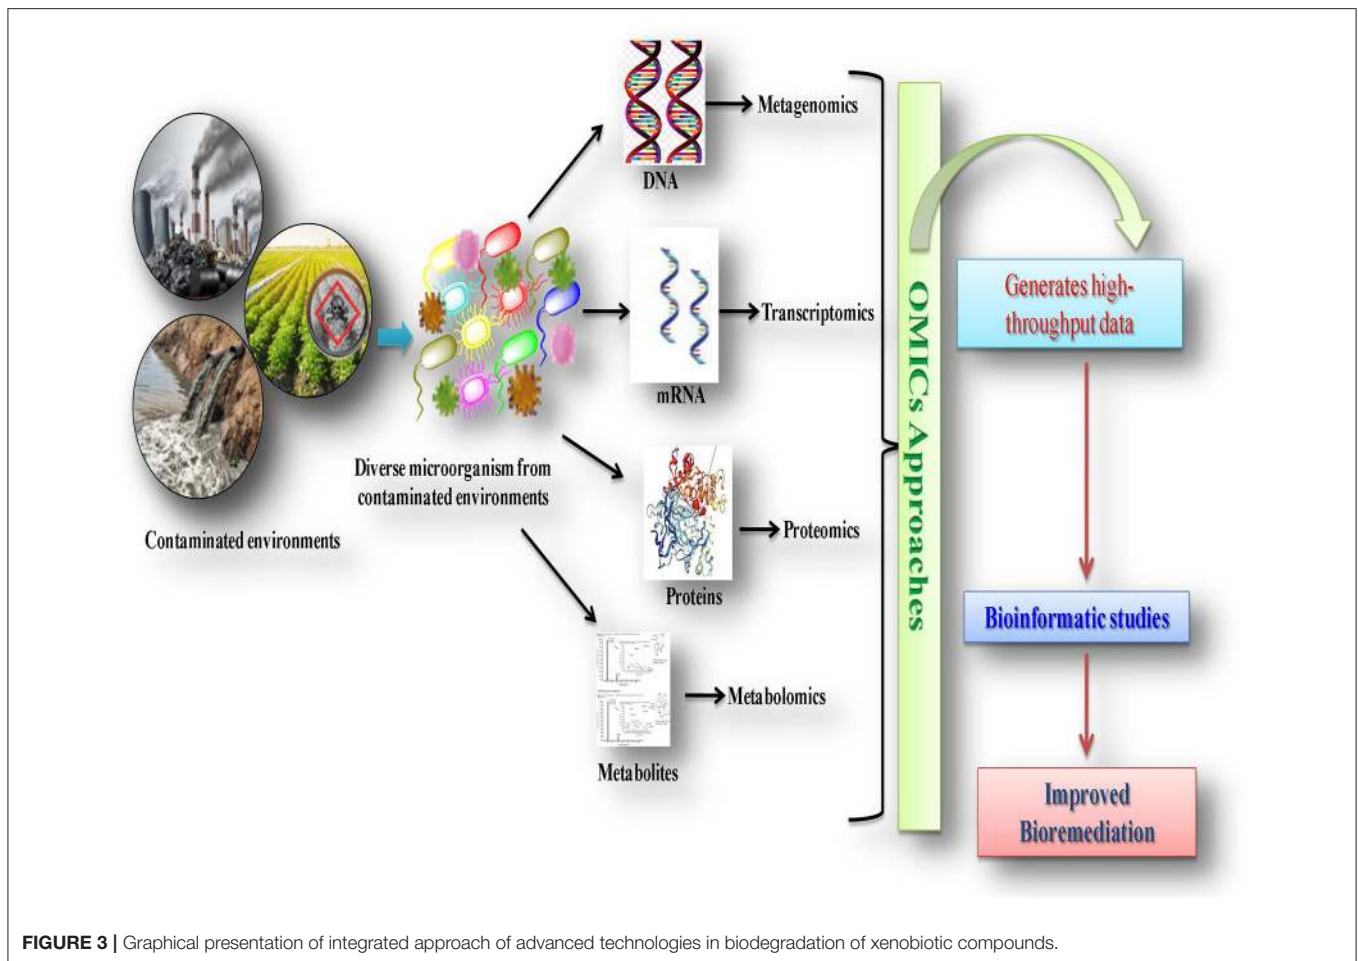 DNA
Metagenomics
mRNA
Transcriptomics
Diverse microorganism from
contaminated environments
Contaminated environments
Proteins
Proteomics
Metabolites
Metabolomics
OMICs Approaches
Generates high-
throughput data
Bioinformatic studies
Improved
Bioremediation
FIGURE 3 | Graphical presentation of integrated approach of advanced technologies in biodegradation of xenobiotic compounds.